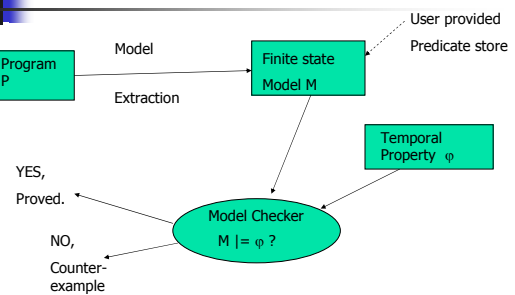 User provided
Predicate store
Model
Extraction
Program
P
Finite state
Model M
Temporal
Property φ
YES,
Proved.
Model Checker
M |= φ ?
NO,
Counter-
example